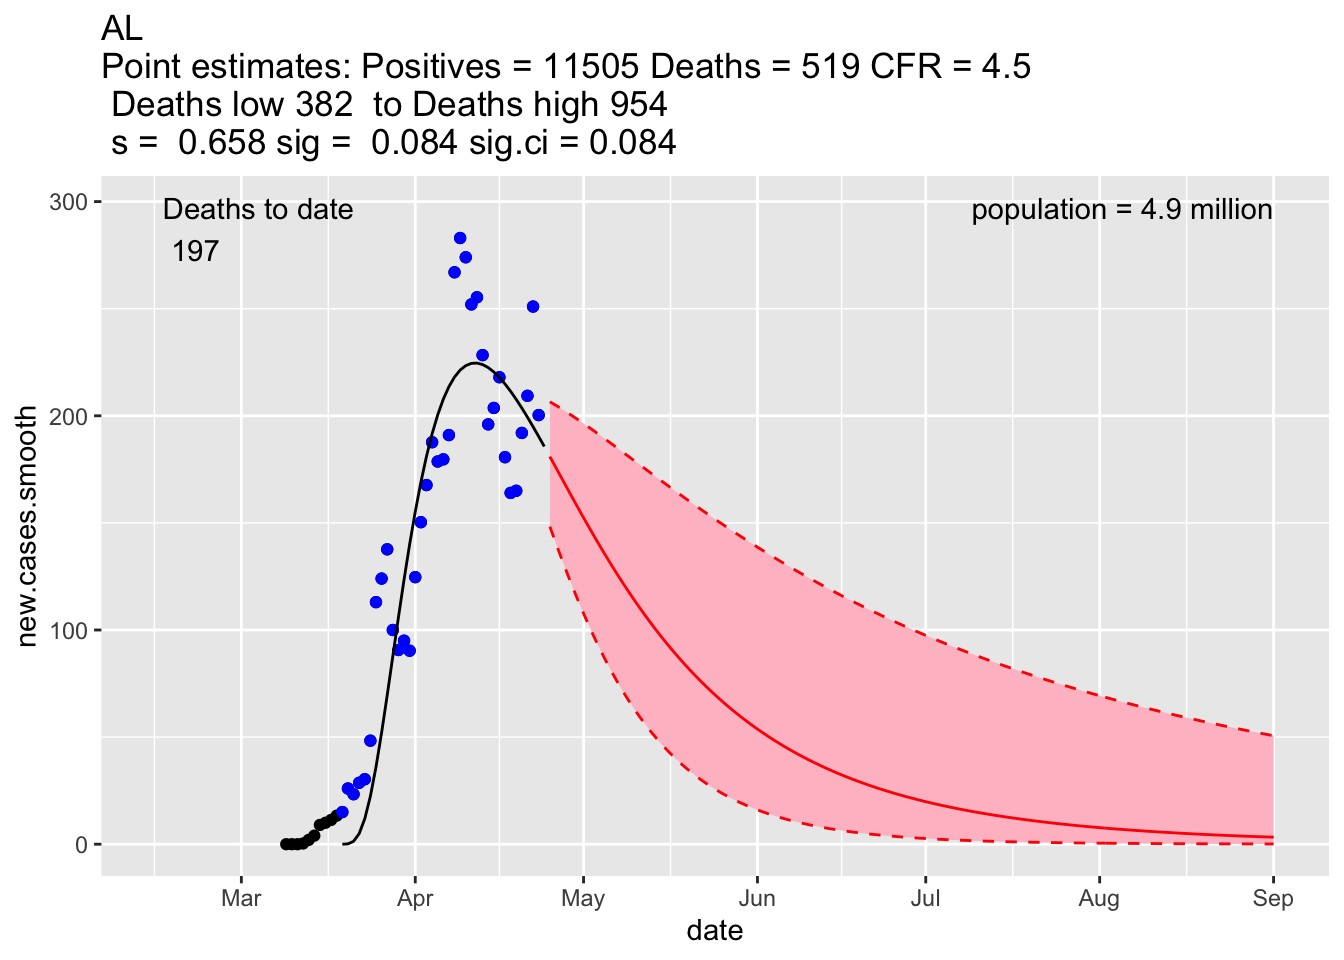 AL
Point estimates: Positives = 11505 Deaths = 519 CFR = 4.5
Deaths low 382  to Deaths high 954
s =  0.658 sig =  0.084 sig.ci = 0.084
Deaths to date
197
population = 4.9 million
300
200
100
0
new.cases.smooth
Mar Apr May Jun Jul Aug Sep
date